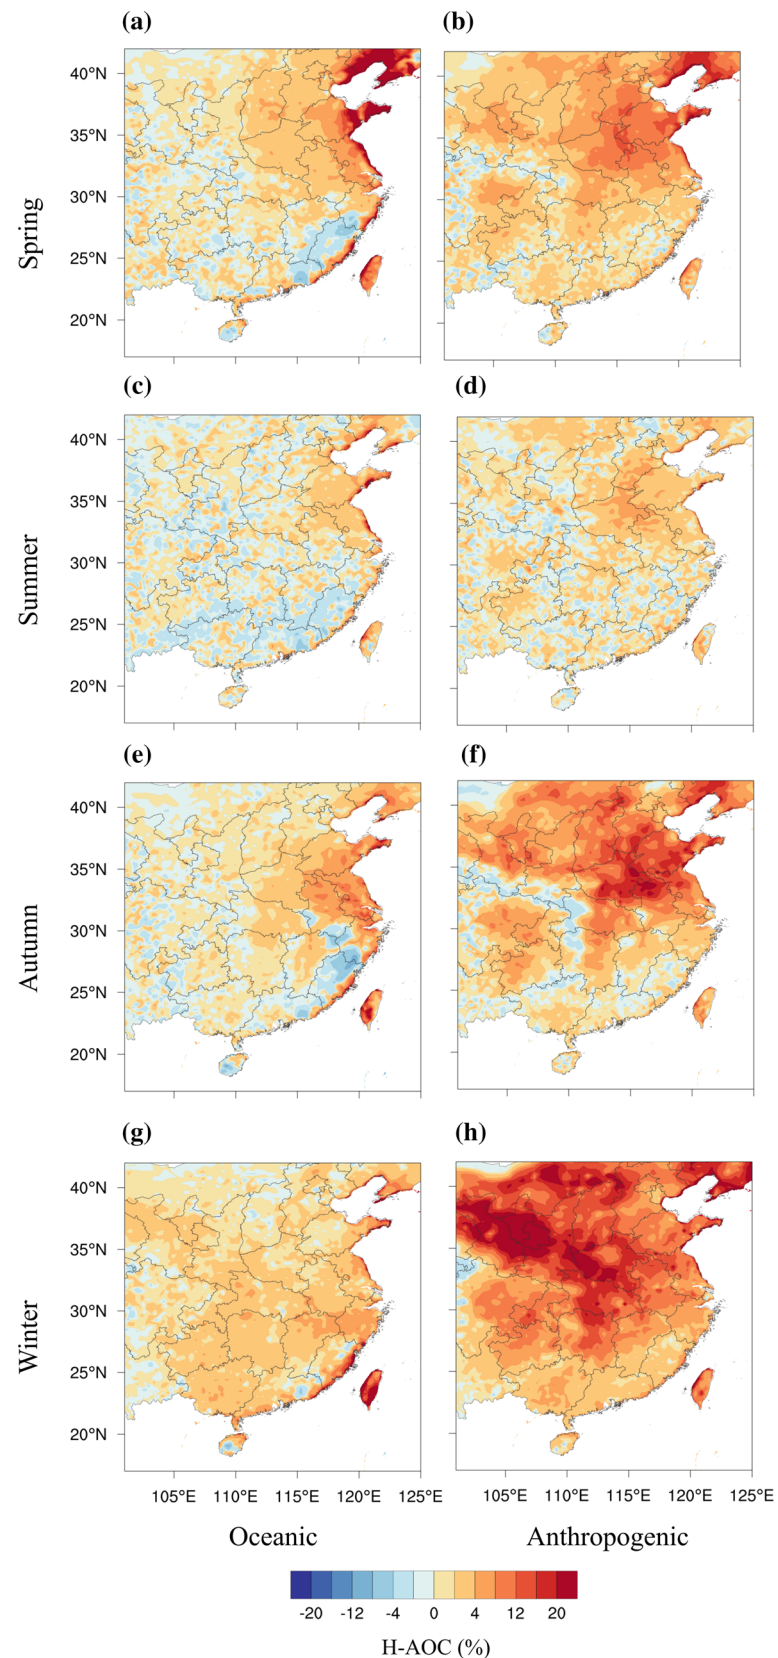 (a) (b)
40°N
35°N
30°N
25°N
20°N
Spring
(c) (d)
40°N
35°N
30°N
25°N
20°N
Summer
(e) (f)
40°N
35°N
30°N
25°N
20°N
Autumn
(g) (h)
40°N
35°N
30°N
25°N
20°N
Winter
105°E 110°E 115°E 120°E 125°E 105°E 110°E 115°E 120°E 125°E
Oceanic Anthropogenic
-20 -12 -4 0 4 12 20
H-AOC (%)